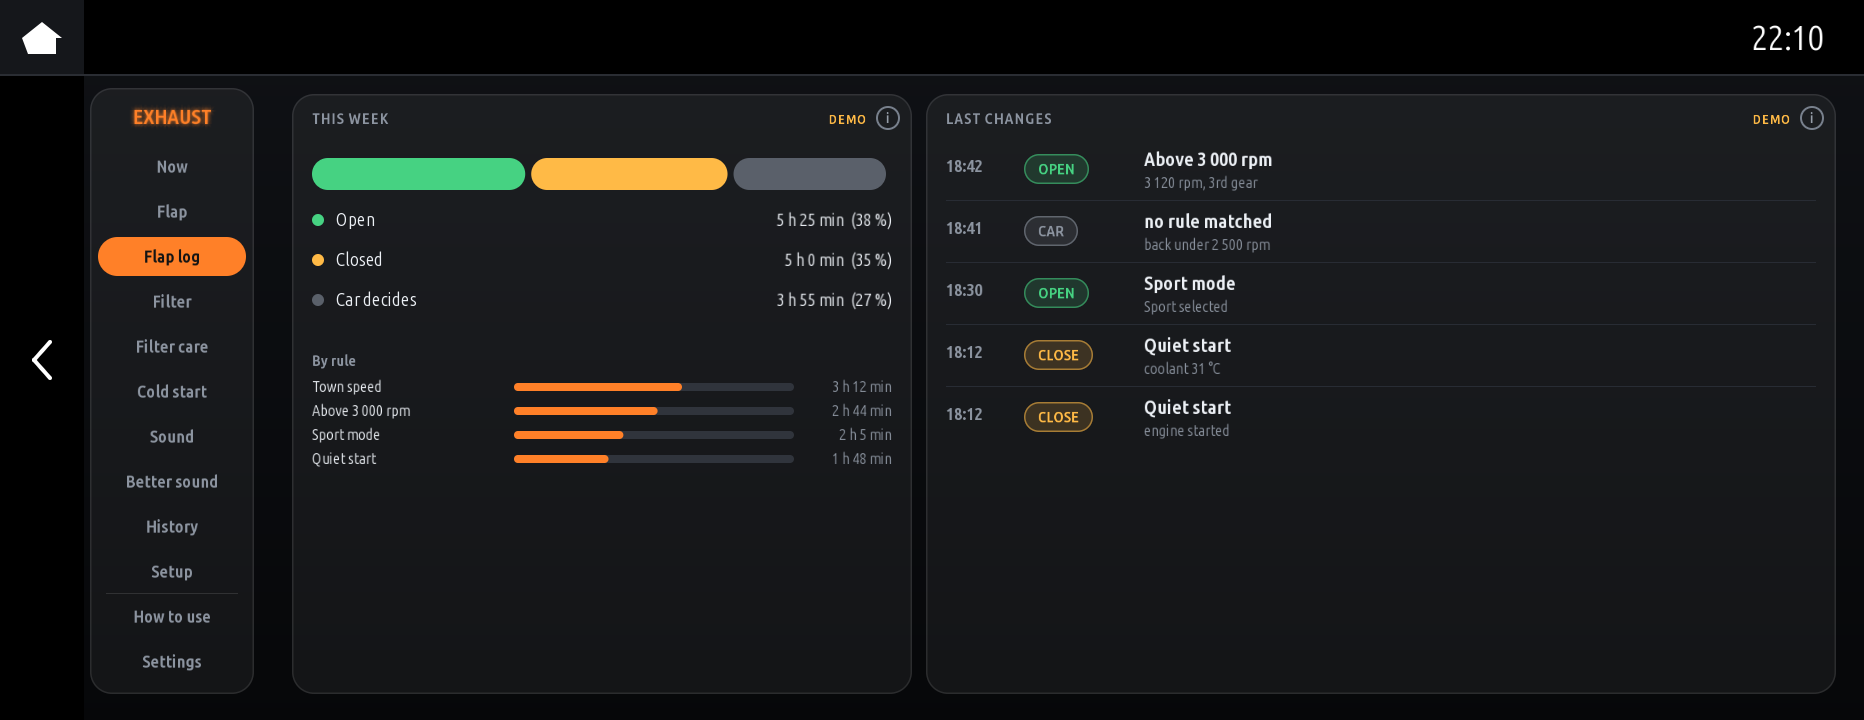 22:10
EXHAUST
Now
Flap
Flap log
Filter
Filter care
Cold start
Sound
Better sound
History
Setup
How to use
Settings
THIS WEEK
DEMO
i
Open
5 h 25 min (38 %)
Closed
5 h 0 min (35 %)
Car decides
3 h 55 min (27 %)
By rule
Town speed
3 h 12 min
Above 3 000 rpm
2 h 44 min
Sport mode
2 h 5 min
Quiet start
1 h 48 min
LAST CHANGES
DEMO
i
18:42
OPEN
Above 3 000 rpm
3 120 rpm, 3rd gear
18:41
CAR
no rule matched
back under 2 500 rpm
18:30
OPEN
Sport mode
Sport selected
18:12
CLOSE
Quiet start
coolant 31 °C
18:12
CLOSE
Quiet start
engine started